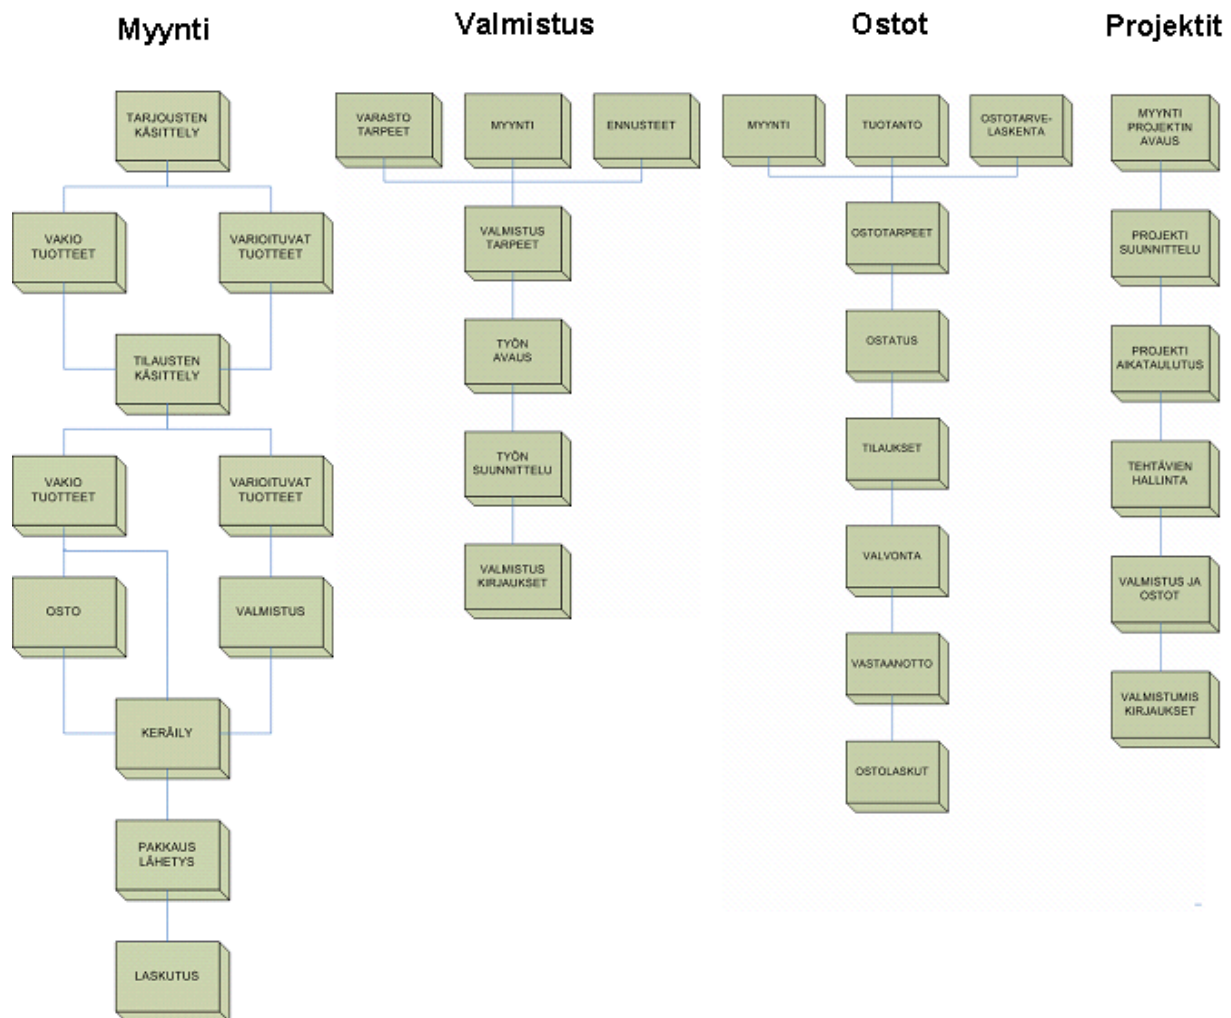 Myynti
TARJOUSTEN
KÄSITTELY
VAKIO
TUOTTEET
VARIOITUVAT
TUOTTEET
TILAUSTEN
KÄSITTELY
VAKIO
TUOTTEET
VARIOITUVAT
TUOTTEET
OSTO
VALMISTUS
KERÄILY
PAKKAUS
LÄHETYS
LASKUTUS
Valmistus
VARASTO
TARPEET
MYYNTI
ENNUSTEET
VALMISTUS
TARPEET
TYÖN
AVAUS
TYÖN
SUUNNITTELU
VALMISTUS
KIRJAUKSET
Ostot
MYYNTI
TUOTANTO
OSTOTARVE-
LASKENTA
OSTOTARPEET
OSTATUS
TILAUKSET
VALVONTA
VASTAANOTTO
OSTOLASKUT
Projektit
MYYNTI
PROJEKTIN
AVAUS
PROJEKTI
SUUNNITTELU
PROJEKTI
AIKATAULUTUS
TEHTÄVIEN
HALLINTA
VALMISTUS JA
OSTOT
VALMISTUMIS
KIRJAUKSET